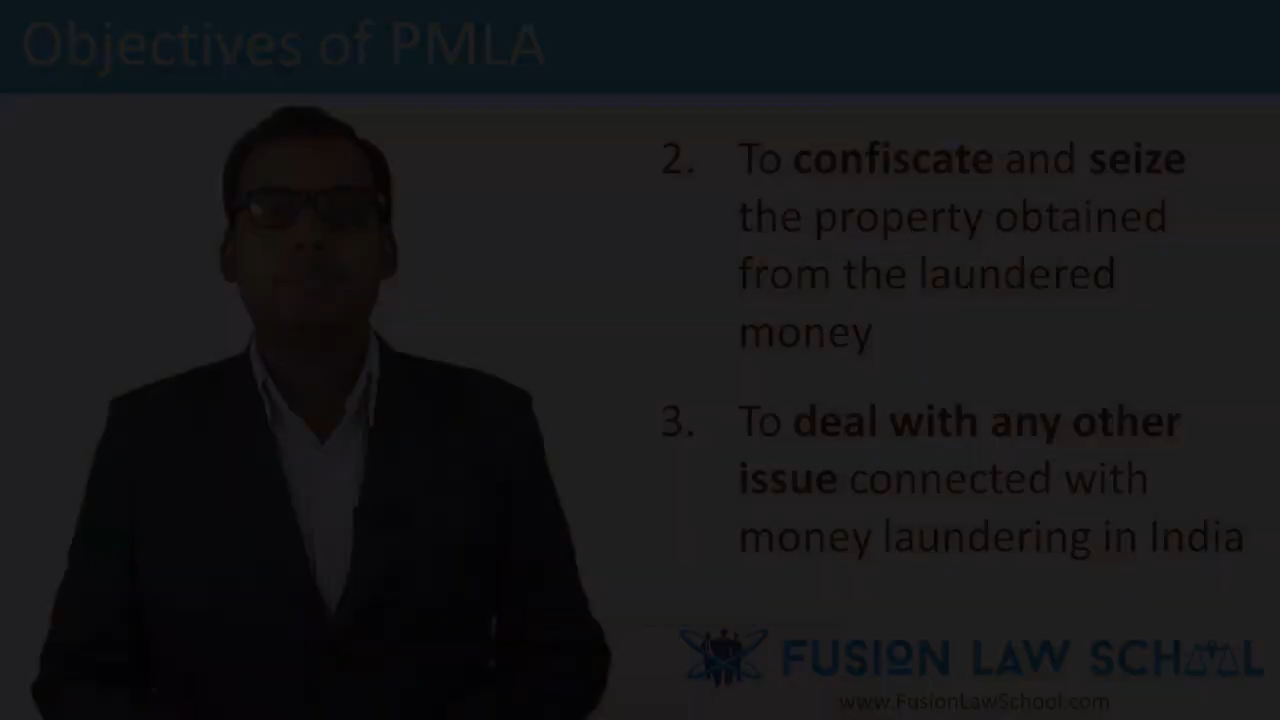 Objectives of PMLA
2. To confiscate and seize
the property obtained
from the laundered
money
3. To deal with any other
issue connected with
money laundering in India
FUSION LAW SCHOOL
www.FusionLawSchool.com